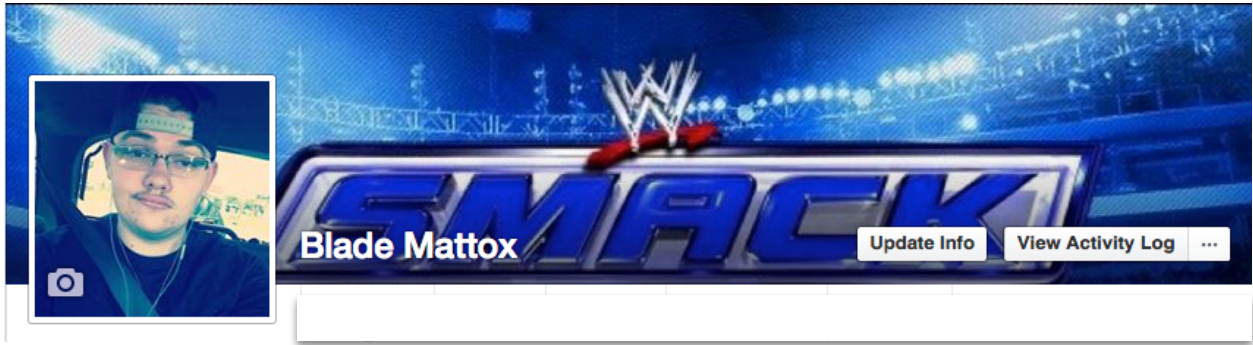 W
SMACK
Blade Mattox
Update Info
View Activity Log
...